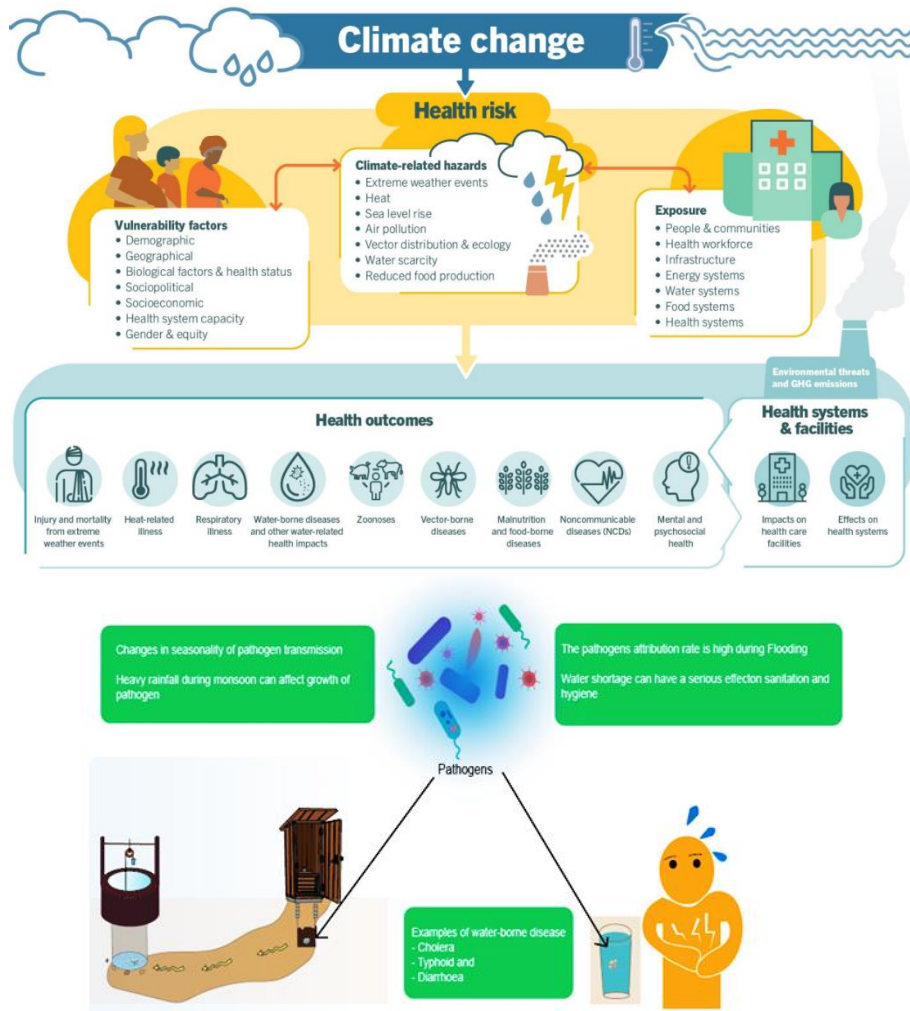 Climate change
Health risk
Climate-related hazards
• Extreme weather events
• Heat
• Sea level rise
• Air pollution
• Vector distribution & ecology
• Water scarcity
• Reduced food production
Vulnerability factors
• Demographic
• Geographical
• Biological factors & health status
• Sociopolitical
• Socioeconomic
• Health system capacity
• Gender & equity
Exposure
• People & communities
• Health workforce
• Infrastructure
• Energy systems
• Water systems
• Food systems
• Health systems
Environmental threats
and GHG emissions
Health outcomes
Injury and mortality
from extreme
weather events
Heat-related
illness
Respiratory
illness
Water-borne diseases
and other water-related
health impacts
Zoonoses
Vector-borne
diseases
Malnutrition
and food-borne
diseases
Noncommunicable
diseases (NCDs)
Mental and
psychosocial
health
Health systems
& facilities
Impacts on
health care
facilities
Effects on
health systems
Changes in seasonality of pathogen transmission
Heavy rainfall during monsoon can affect growth of
pathogen
The pathogens attribution rate is high during Flooding
Water shortage can have a serious effecton sanitation and
hygiene
Pathogens
Examples of water-borne disease
- Cholera
- Typhoid and
- Diarrhoea